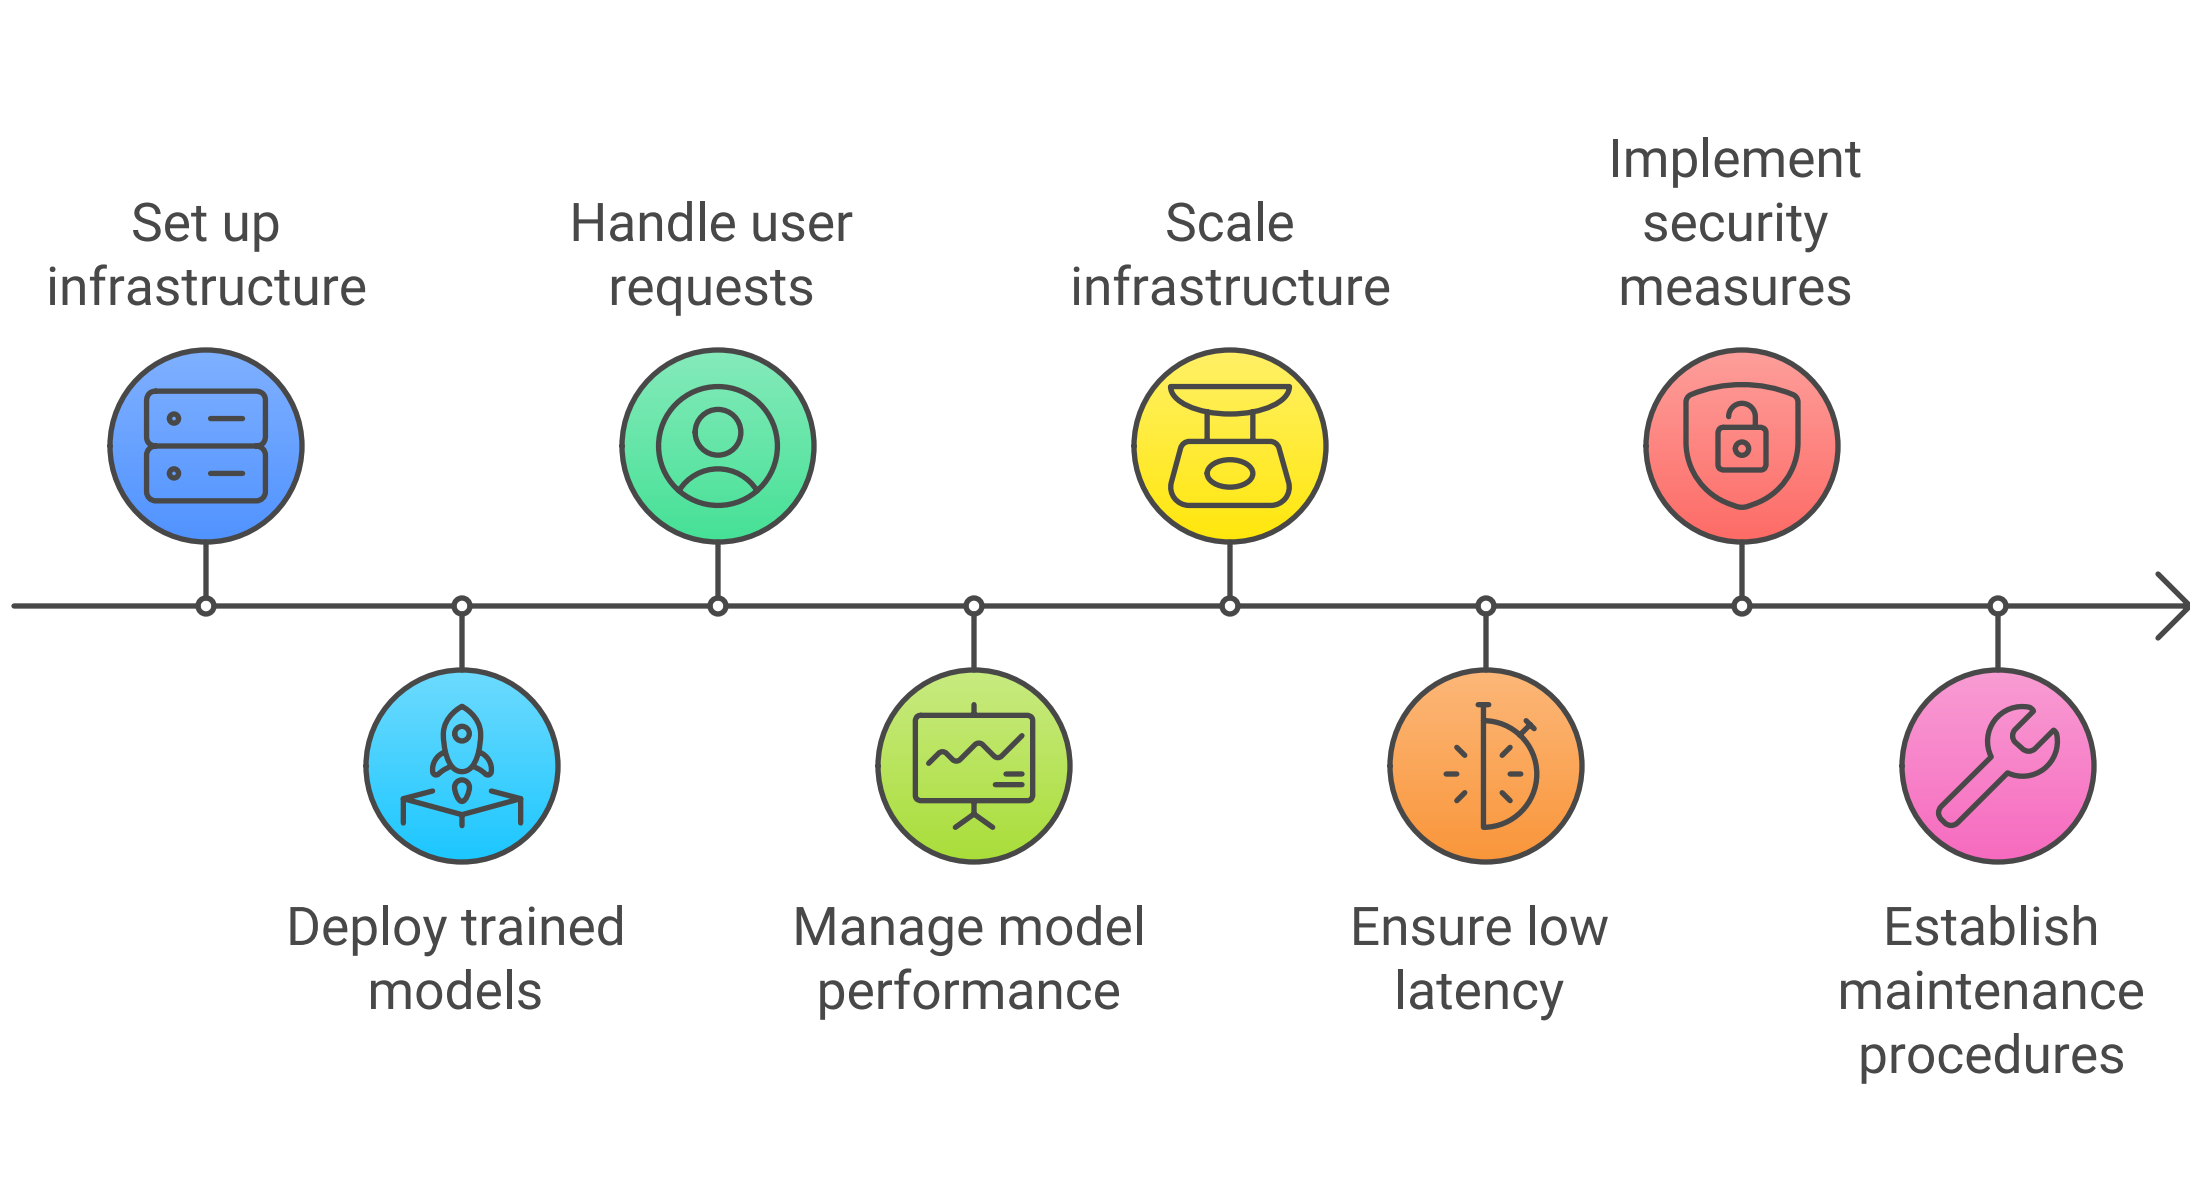 Set up
infrastructure
Deploy trained
models
Handle user
requests
Manage model
performance
Scale
infrastructure
Ensure low
latency
Implement
security
measures
Establish
maintenance
procedures